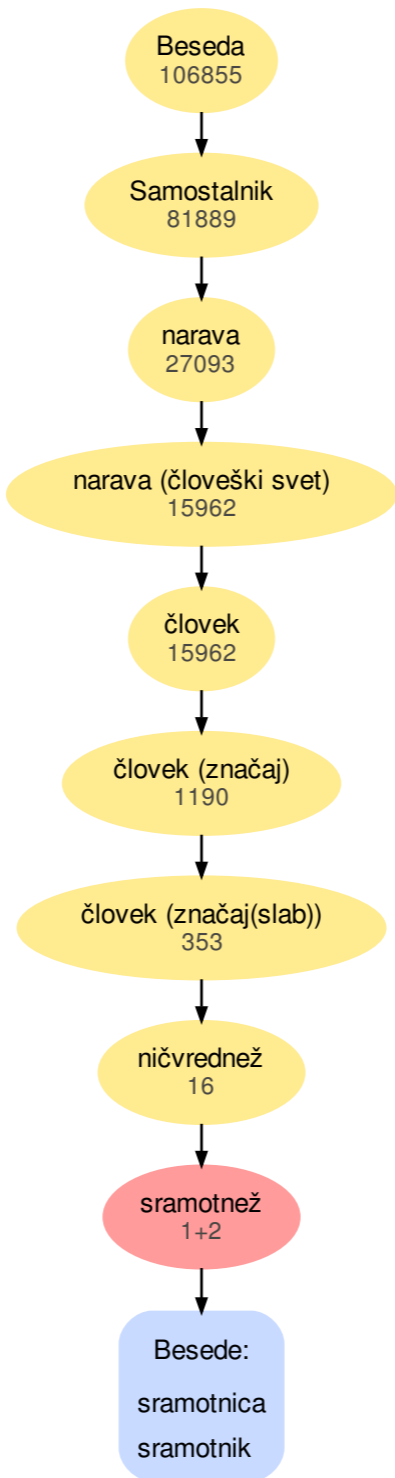 Beseda
106855
Samostalnik
81889
narava
27093
narava (človeški svet)
15962
človek
15962
človek (značaj)
1190
človek (značaj(slab))
353
ničvrednež
16
sramotnež
1+2
Besede:
sramotnica
sramotnik